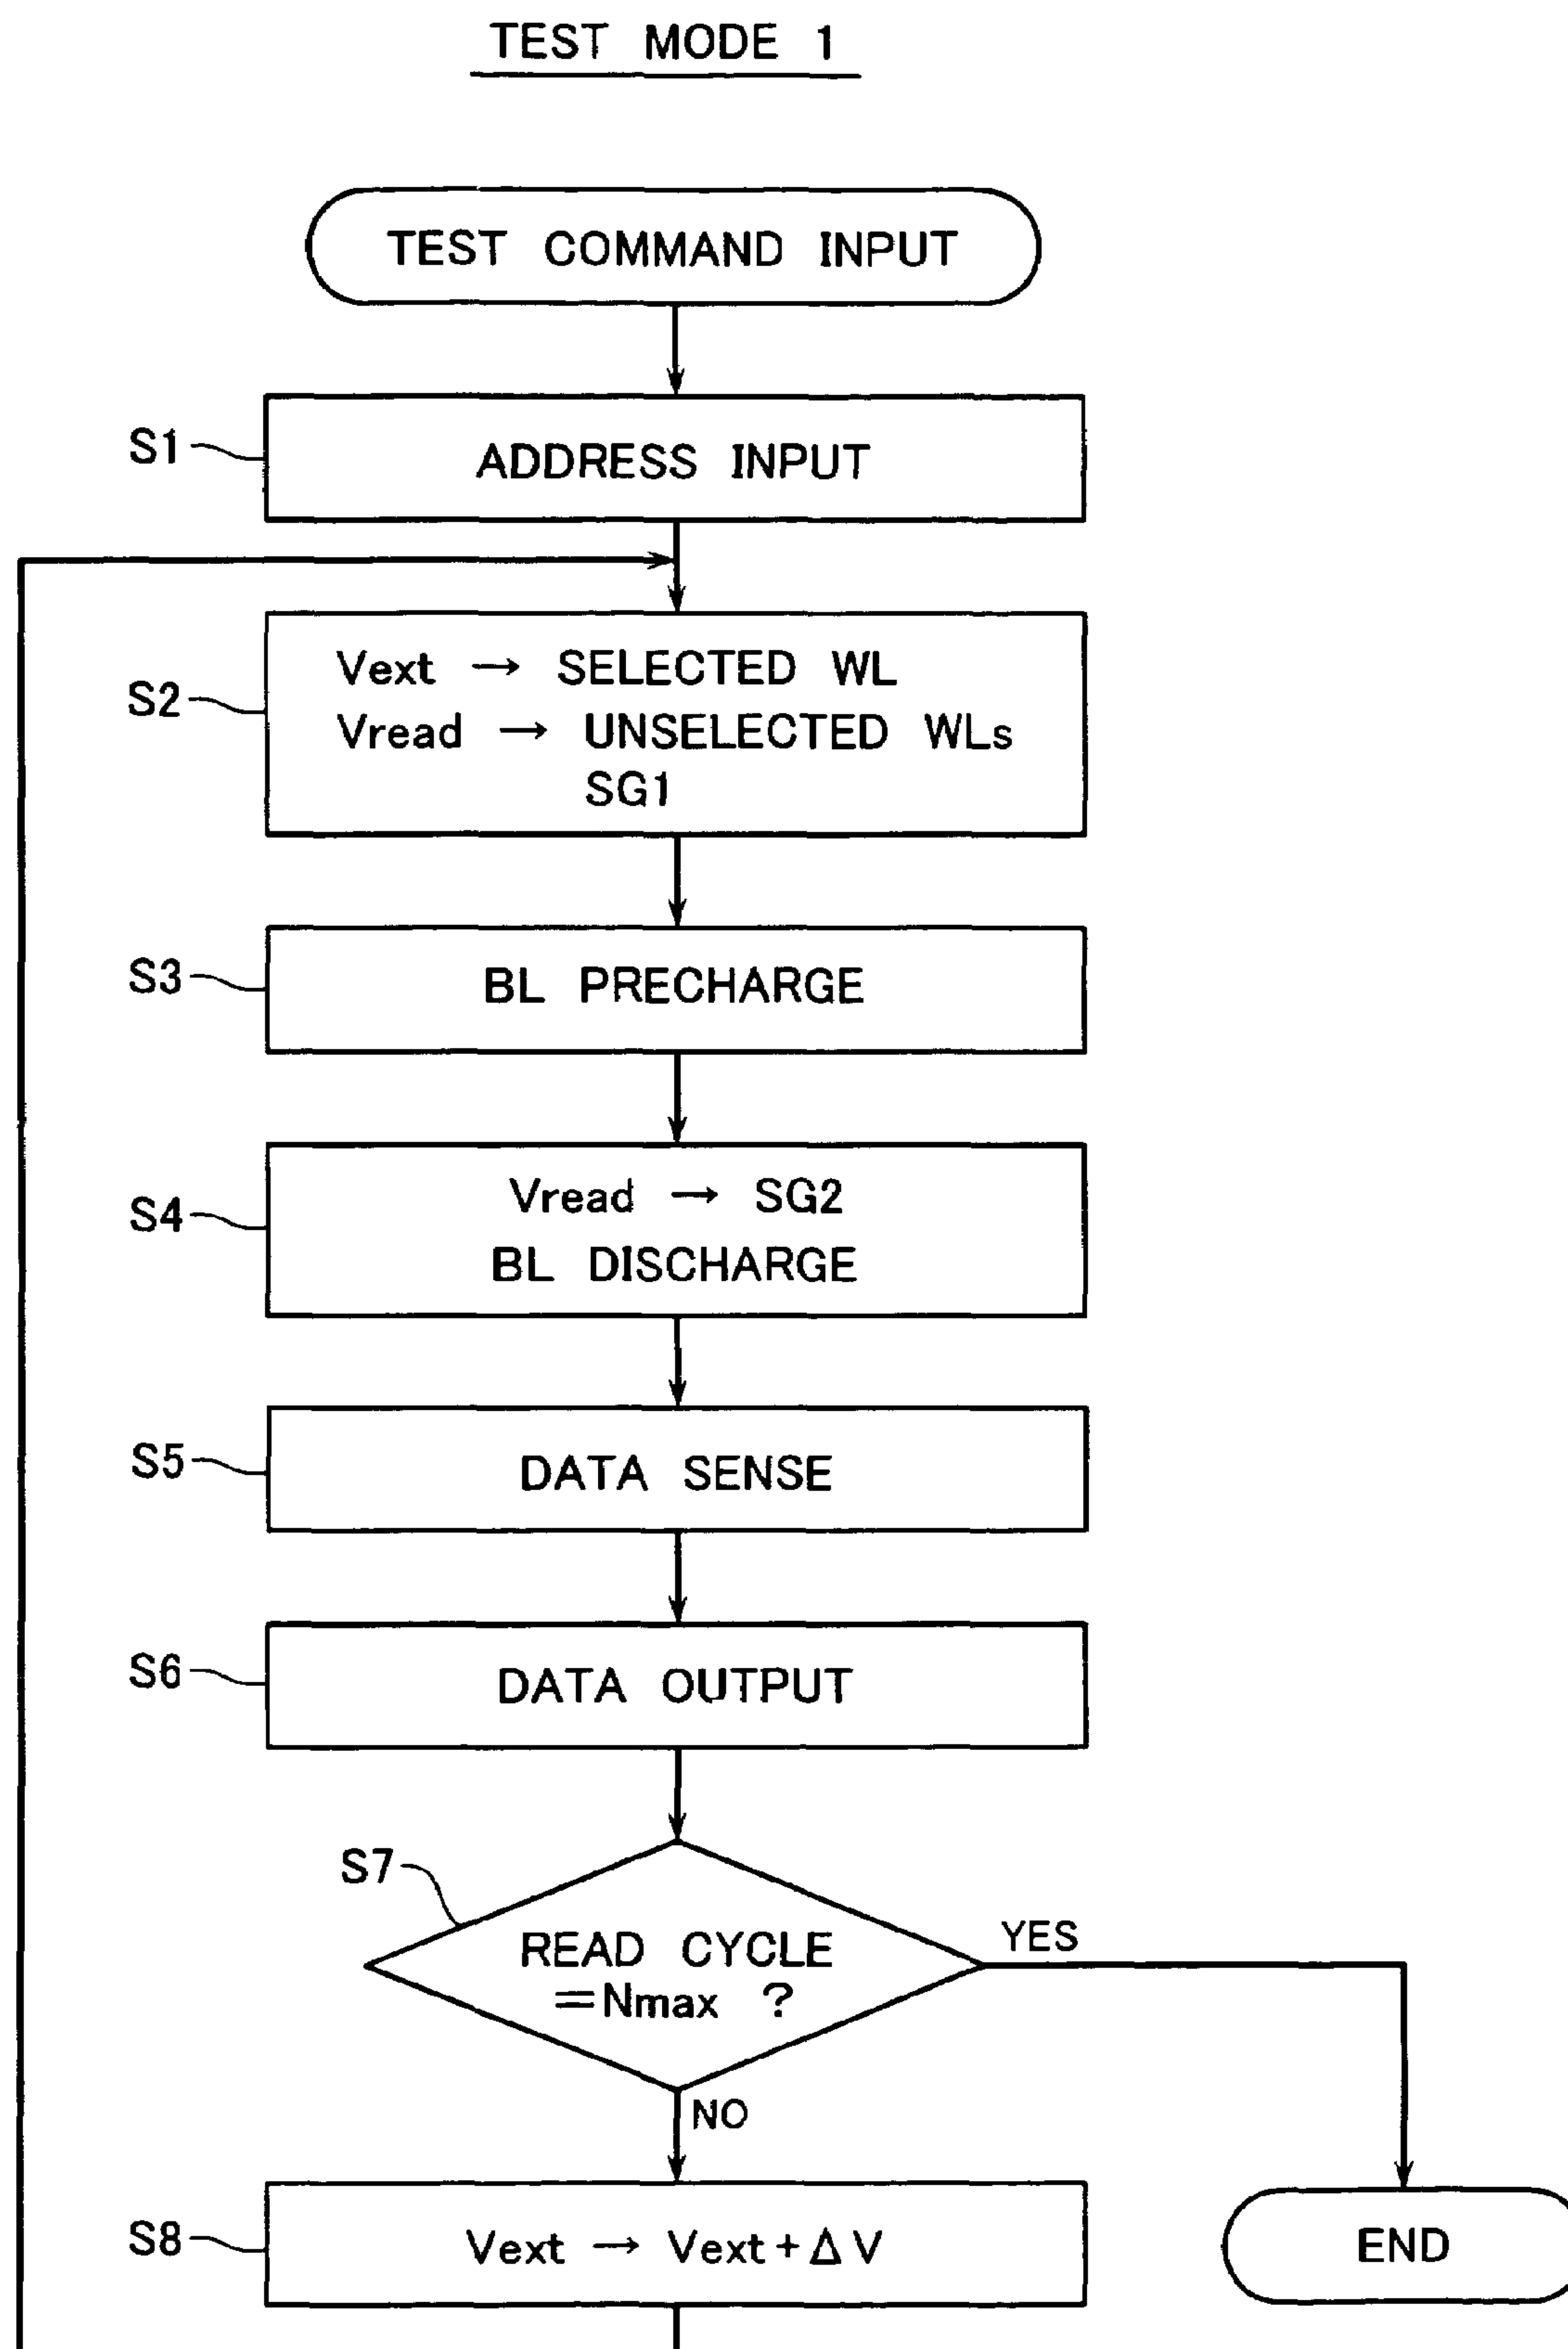 TEST MODE 1
TEST COMMAND INPUT
S1
ADDRESS INPUT
S2
Vext → SELECTED WL
Vread → UNSELECTED WLs
SG1
S3
BL PRECHARGE
S4
Vread → SG2
BL DISCHARGE
S5
DATA SENSE
S6
DATA OUTPUT
S7
READ CYCLE
=Nmax ?
YES
NO
S8
Vext → Vext+ΔV
END